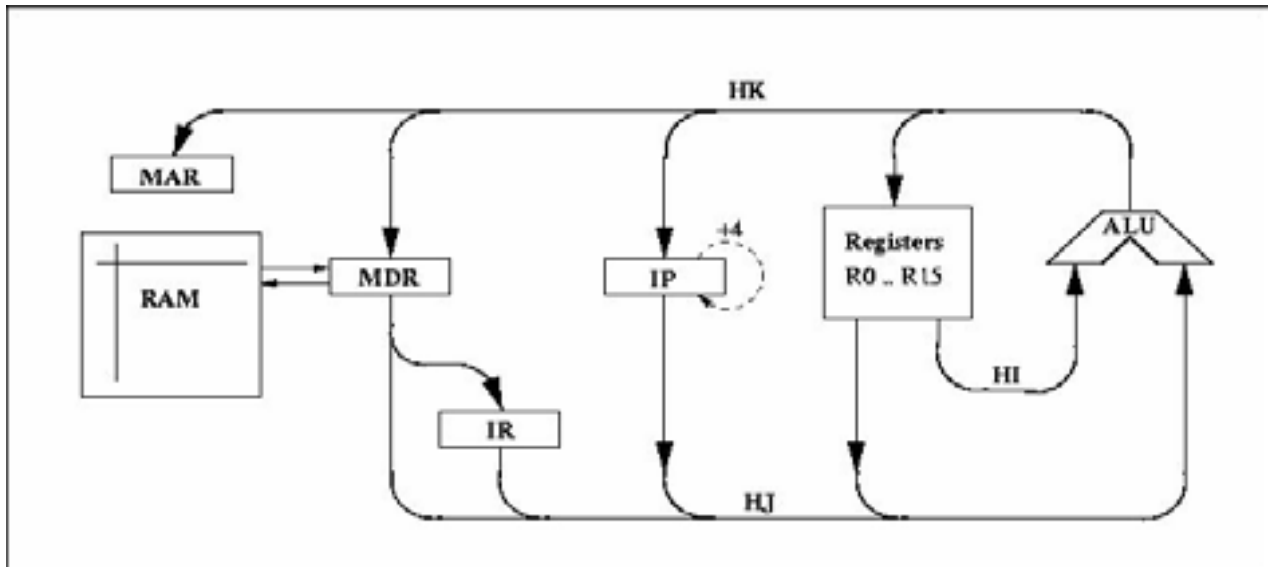 HK
MAR
+4
Registers
R0 .. R15
ALU
RAM
MDR
IP
HI
IR
HJ